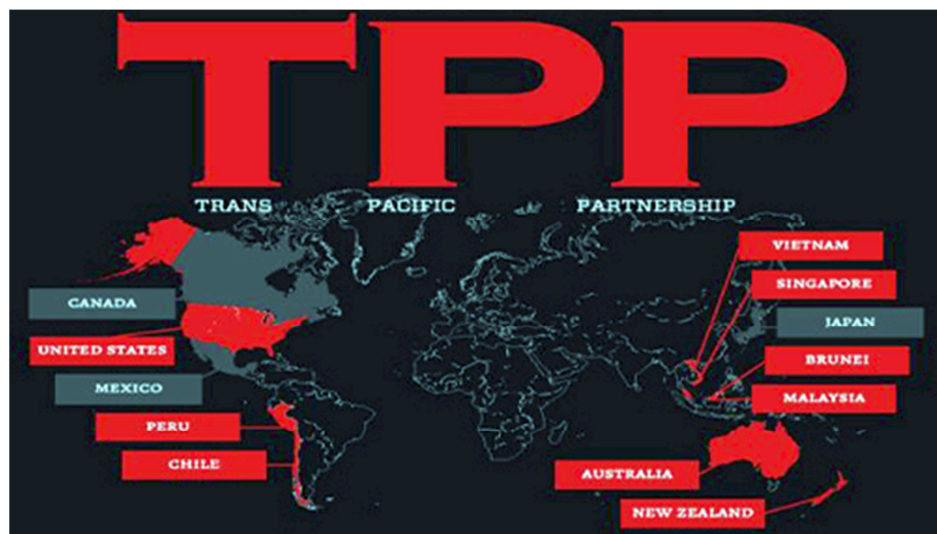 TPP
TRANS PACIFIC PARTNERSHIP
VIETNAM
SINGAPORE
CANADA
JAPAN
UNITED STATES
BRUNEI
MEXICO
MALAYSIA
PERU
CHILE
AUSTRALIA
NEW ZEALAND